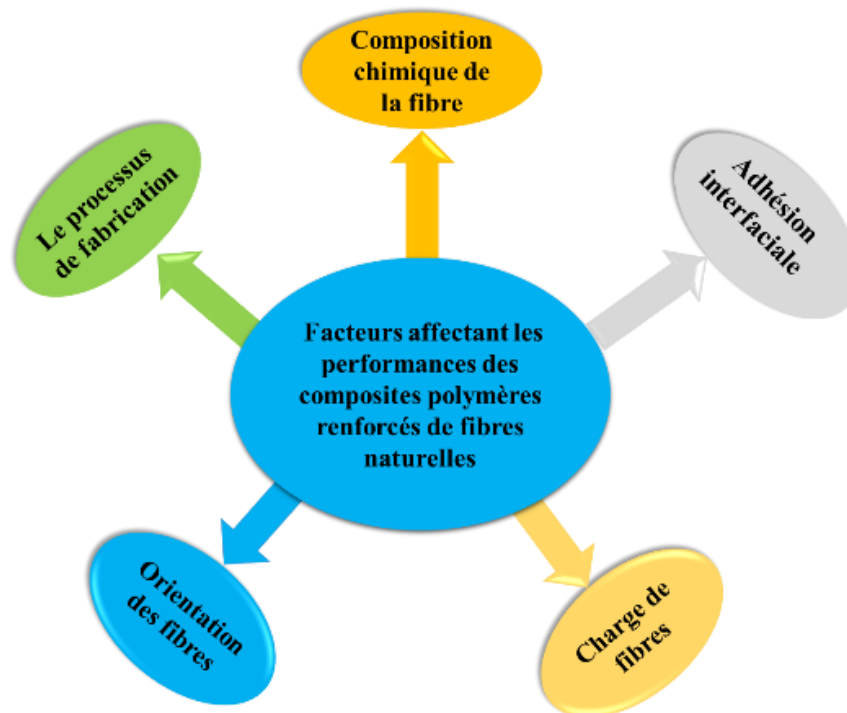 Composition
chimique de
la fibre
Le processus
de fabrication
Adhésion
interfaciale
Facteurs affectant les
performances des
composites polymères
renforcés de fibres
naturelles
Orientation
des fibres
Charge de
fibres